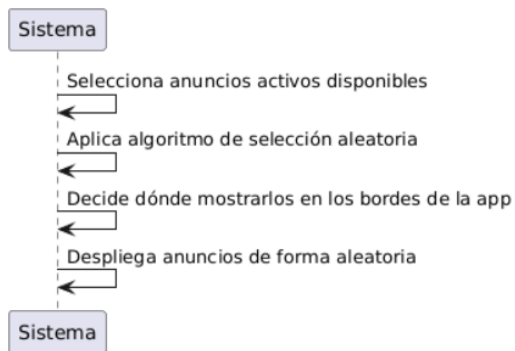 Sistema
Selecciona anuncios activos disponibles
Aplica algoritmo de selección aleatoria
Decide dónde mostrarlos en los bordes de la app
Despliega anuncios de forma aleatoria
Sistema